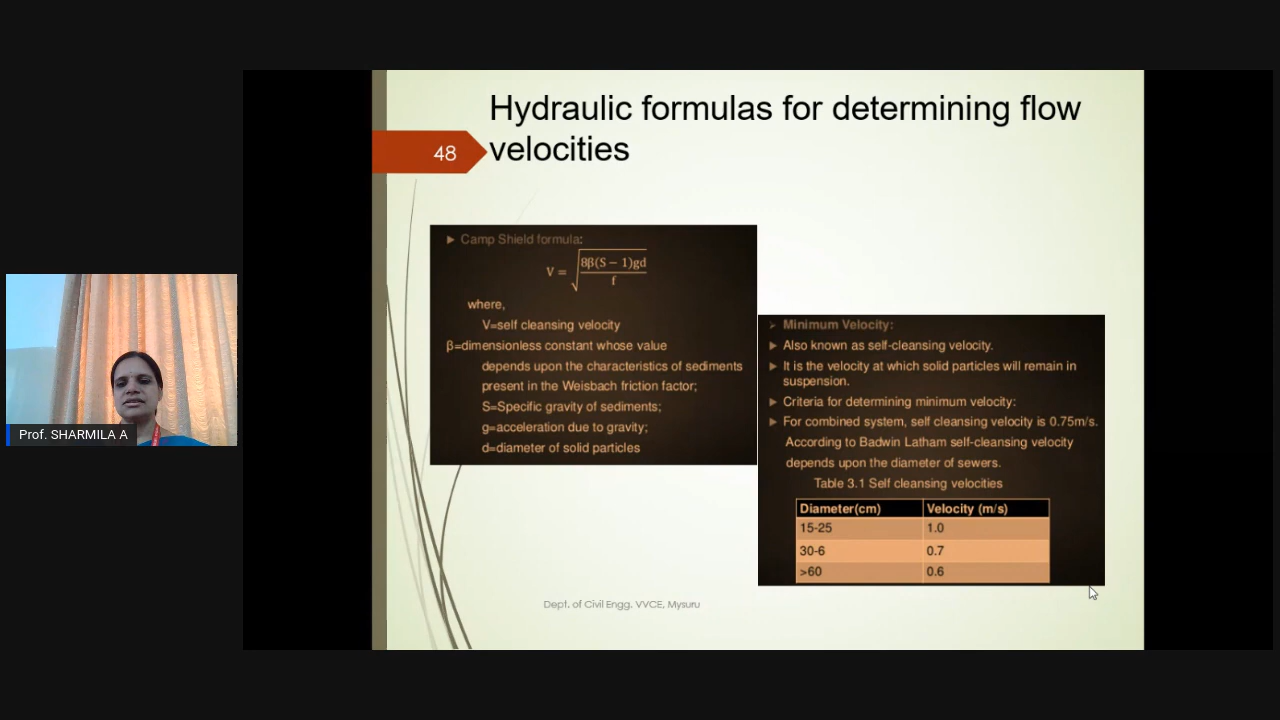 Hydraulic formulas for determining flow
velocities
48
► Camp Shield formula:
V = √(8β(S − 1)gd / f)
where,
V=self cleansing velocity
β=dimensionless constant whose value
depends upon the characteristics of sediments
present in the Weisbach friction factor;
S=Specific gravity of sediments;
g=acceleration due to gravity;
d=diameter of solid particles
➢ Minimum Velocity:
► Also known as self-cleansing velocity.
► It is the velocity at which solid particles will remain in
suspension.
► Criteria for determining minimum velocity:
► For combined system, self cleansing velocity is 0.75m/s.
According to Badwin Latham self-cleansing velocity
depends upon the diameter of sewers.
Table 3.1 Self cleansing velocities
Diameter(cm) Velocity (m/s)
15-25 1.0
30-6 0.7
>60 0.6
Dept. of Civil Engg. VVCE, Mysuru
Prof. SHARMILA A